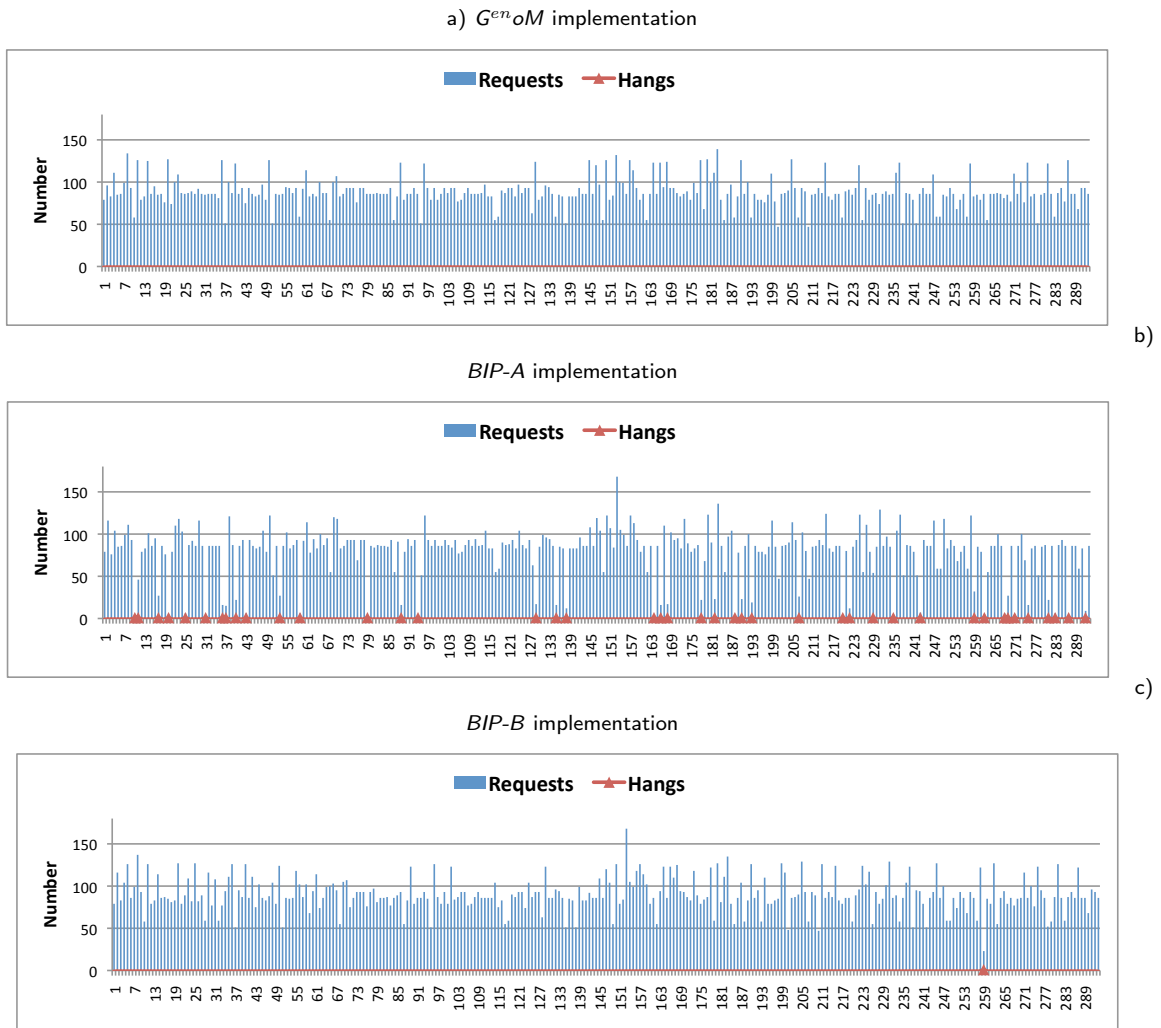 a) GenoM implementation
Requests Hangs
Number
150
100
50
0
1 7 13 19 25 31 37 43 49 55 61 67 73 79 85 91 97 103 109 115 121 127 133 139 145 151 157 163 169 175 181 187 193 199 205 211 217 223 229 235 241 247 253 259 265 271 277 283 289
b)
BIP-A implementation
Requests Hangs
Number
150
100
50
0
1 7 13 19 25 31 37 43 49 55 61 67 73 79 85 91 97 103 109 115 121 127 133 139 145 151 157 163 169 175 181 187 193 199 205 211 217 223 229 235 241 247 253 259 265 271 277 283 289
c)
BIP-B implementation
Requests Hangs
Number
150
100
50
0
1 7 13 19 25 31 37 43 49 55 61 67 73 79 85 91 97 103 109 115 121 127 133 139 145 151 157 163 169 175 181 187 193 199 205 211 217 223 229 235 241 247 253 259 265 271 277 283 289